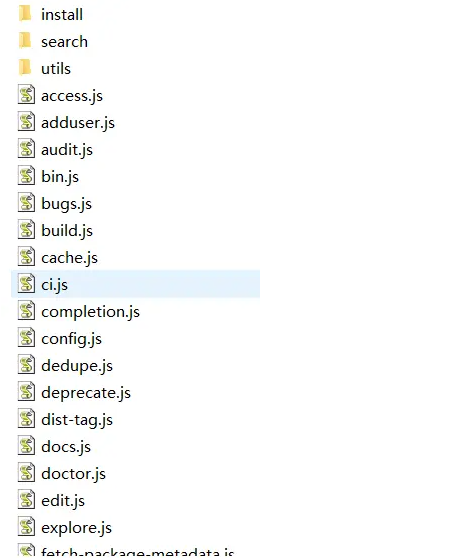 install
search
utils
access.js
adduser.js
audit.js
bin.js
bugs.js
build.js
cache.js
ci.js
completion.js
config.js
dedupe.js
deprecate.js
dist-tag.js
docs.js
doctor.js
edit.js
explore.js
fetch-package-metadata.js